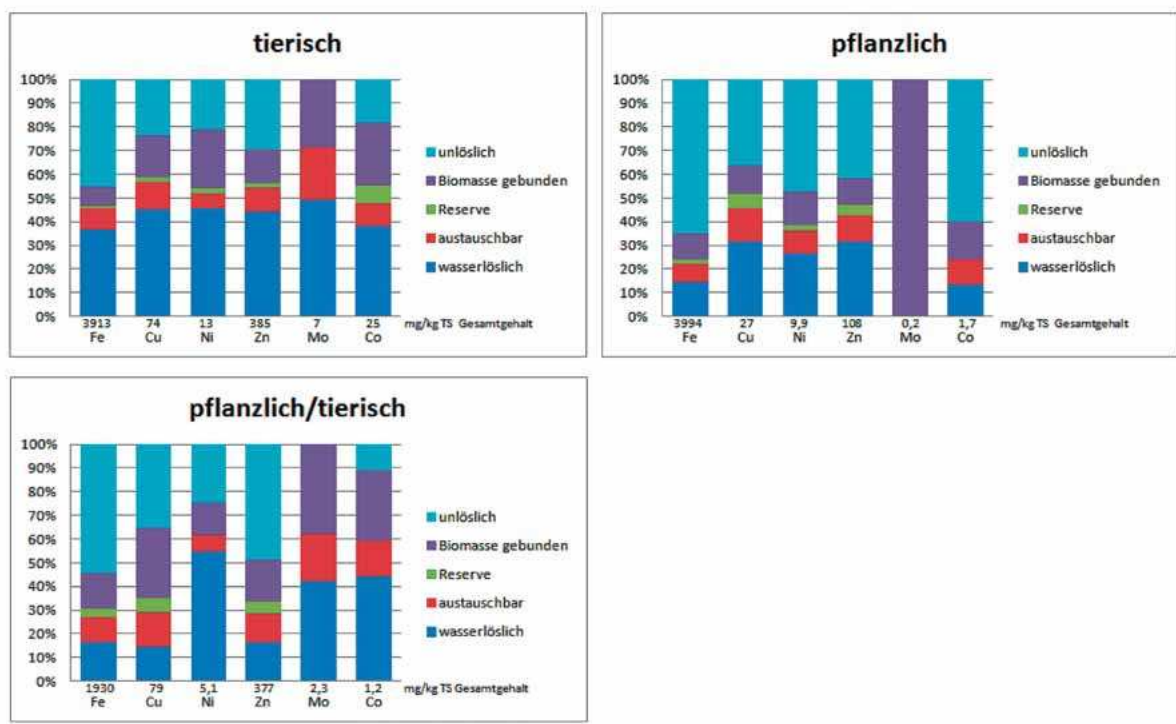 tierisch
100%
90%
80%
70%
60%
50%
40%
30%
20%
10%
0%
unlöslich
Biomasse gebunden
Reserve
austauschbar
wasserlöslich
3913 74 13 385 7 25 mg/kg TS Gesamtgehalt
Fe Cu Ni Zn Mo Co
pflanzlich
100%
90%
80%
70%
60%
50%
40%
30%
20%
10%
0%
unlöslich
Biomasse gebunden
Reserve
austauschbar
wasserlöslich
3994 27 9,9 108 0,2 1,7 mg/kg TS Gesamtgehalt
Fe Cu Ni Zn Mo Co
pflanzlich/tierisch
100%
90%
80%
70%
60%
50%
40%
30%
20%
10%
0%
unlöslich
Biomasse gebunden
Reserve
austauschbar
wasserlöslich
1930 79 5,1 377 2,3 1,2 mg/kg TS Gesamtgehalt
Fe Cu Ni Zn Mo Co